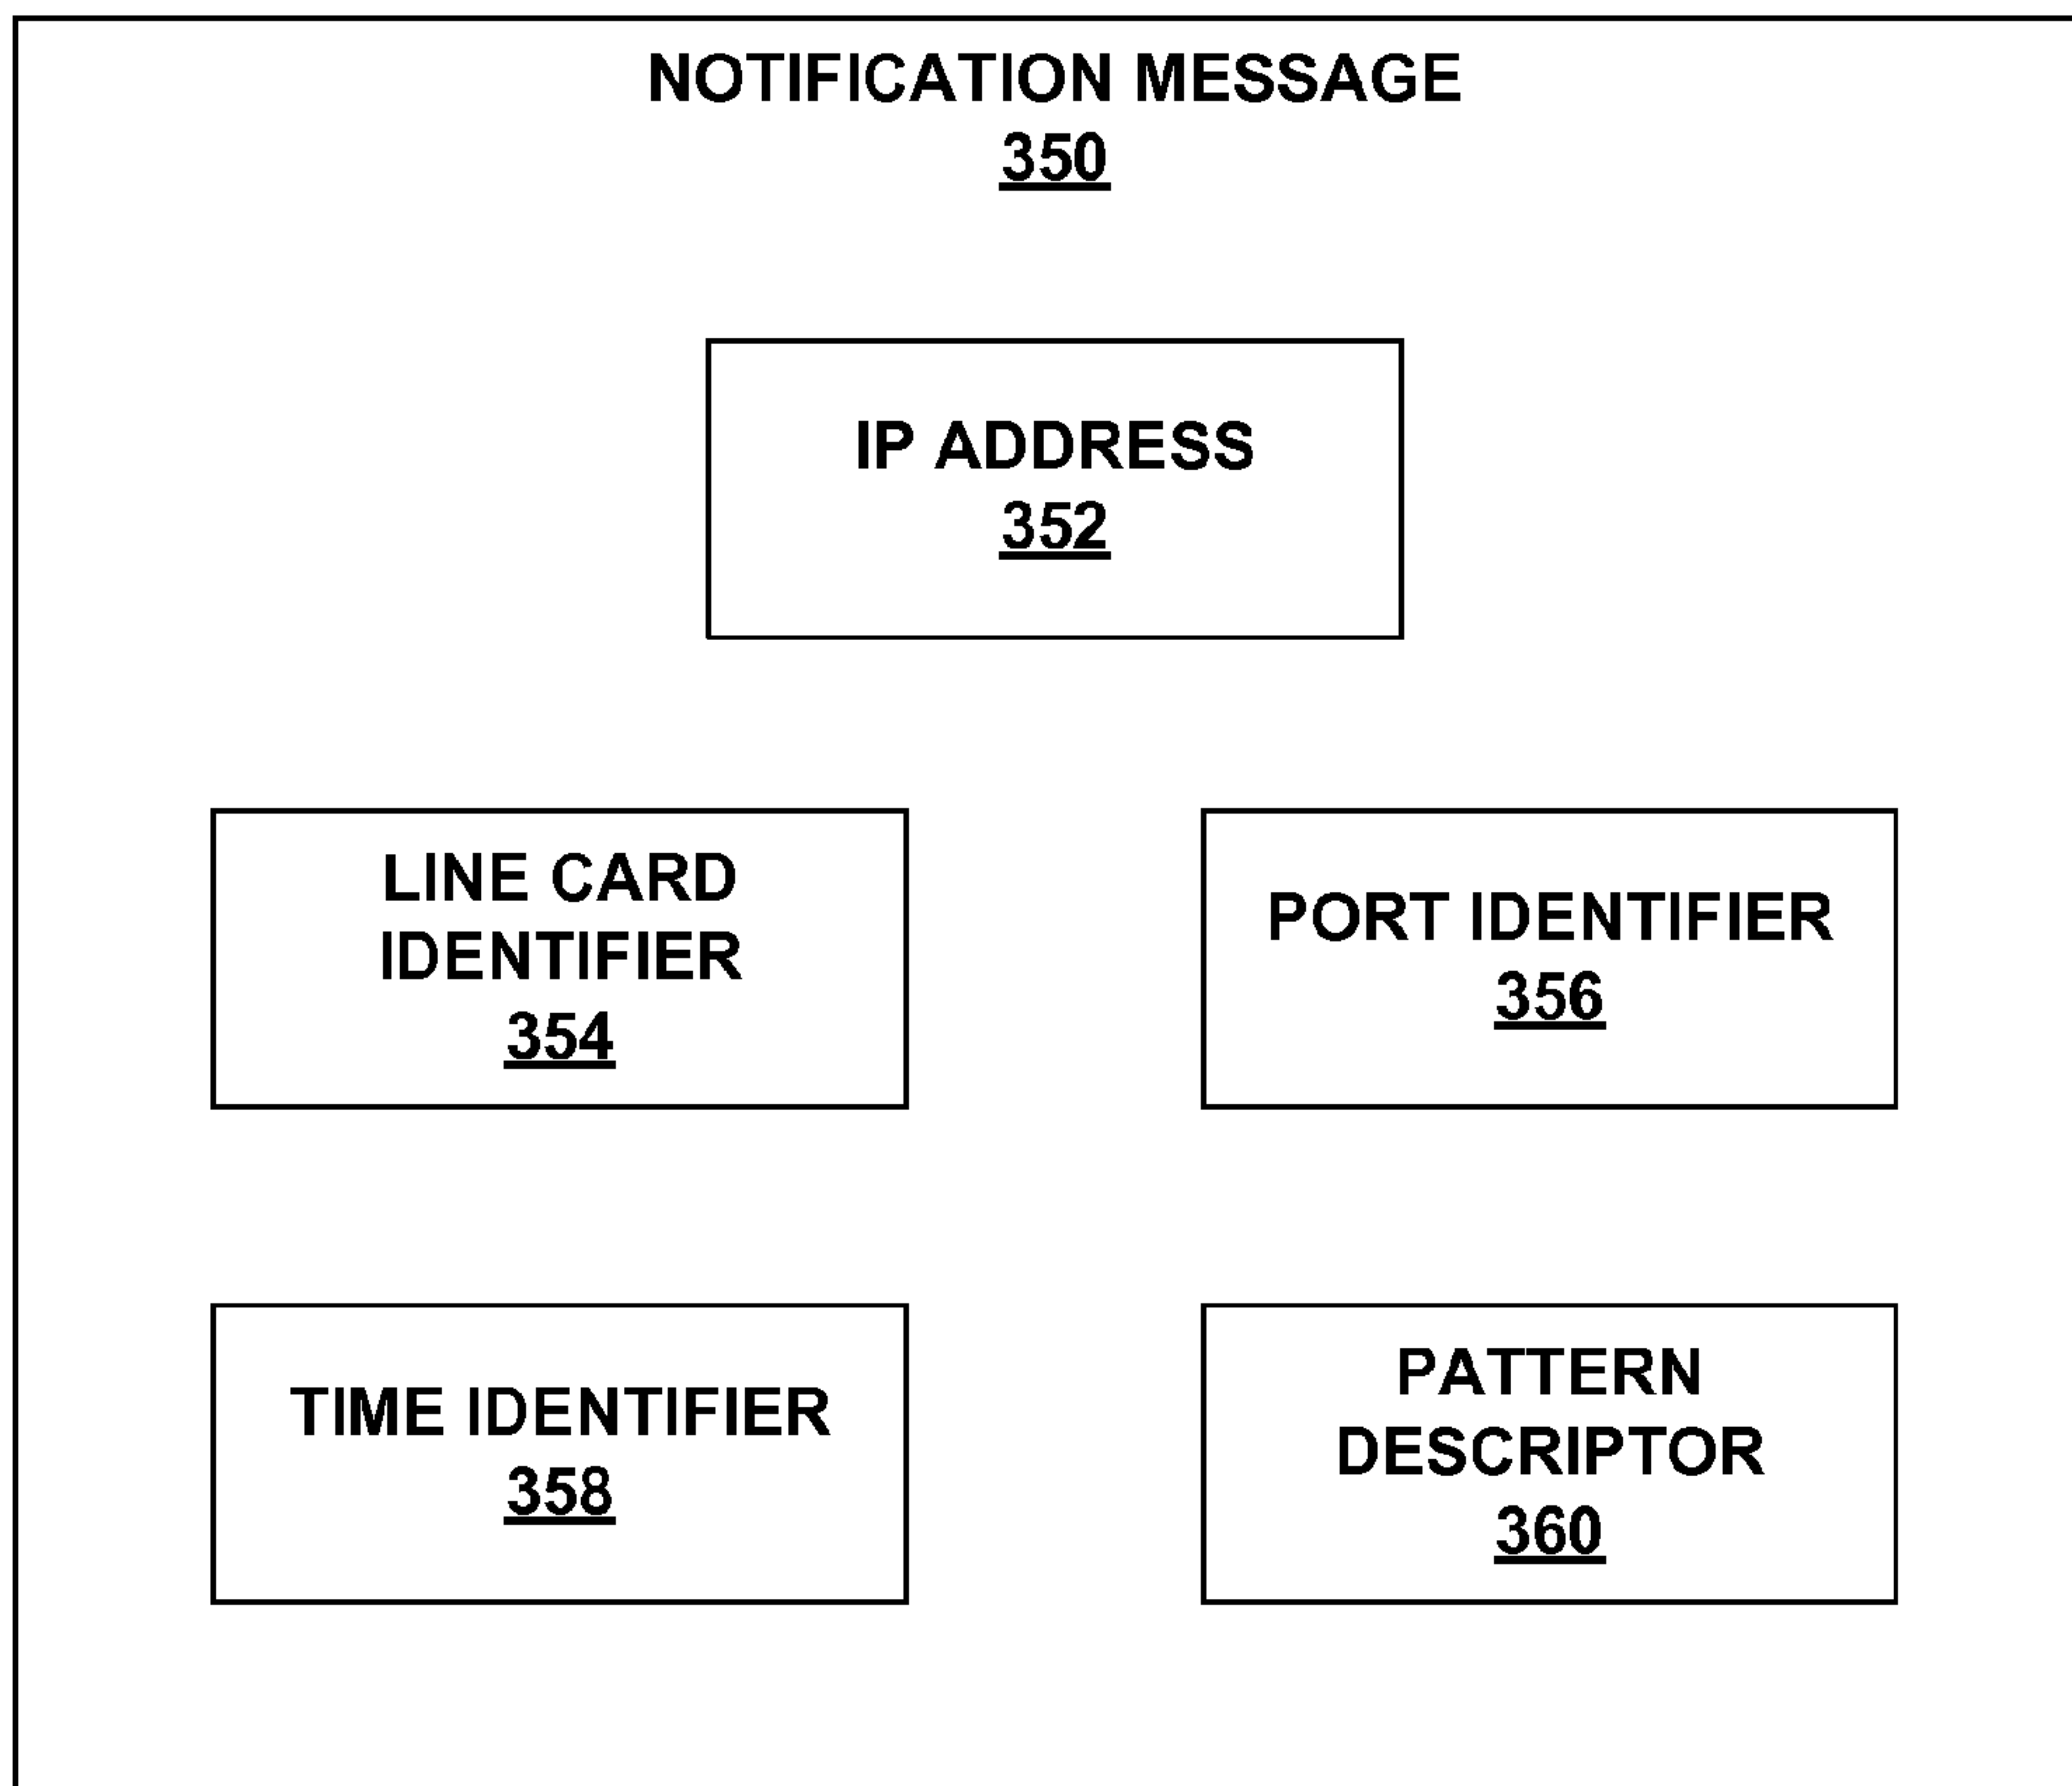 NOTIFICATION MESSAGE
350
IP ADDRESS
352
LINE CARD
IDENTIFIER
354
PORT IDENTIFIER
356
TIME IDENTIFIER
358
PATTERN
DESCRIPTOR
360